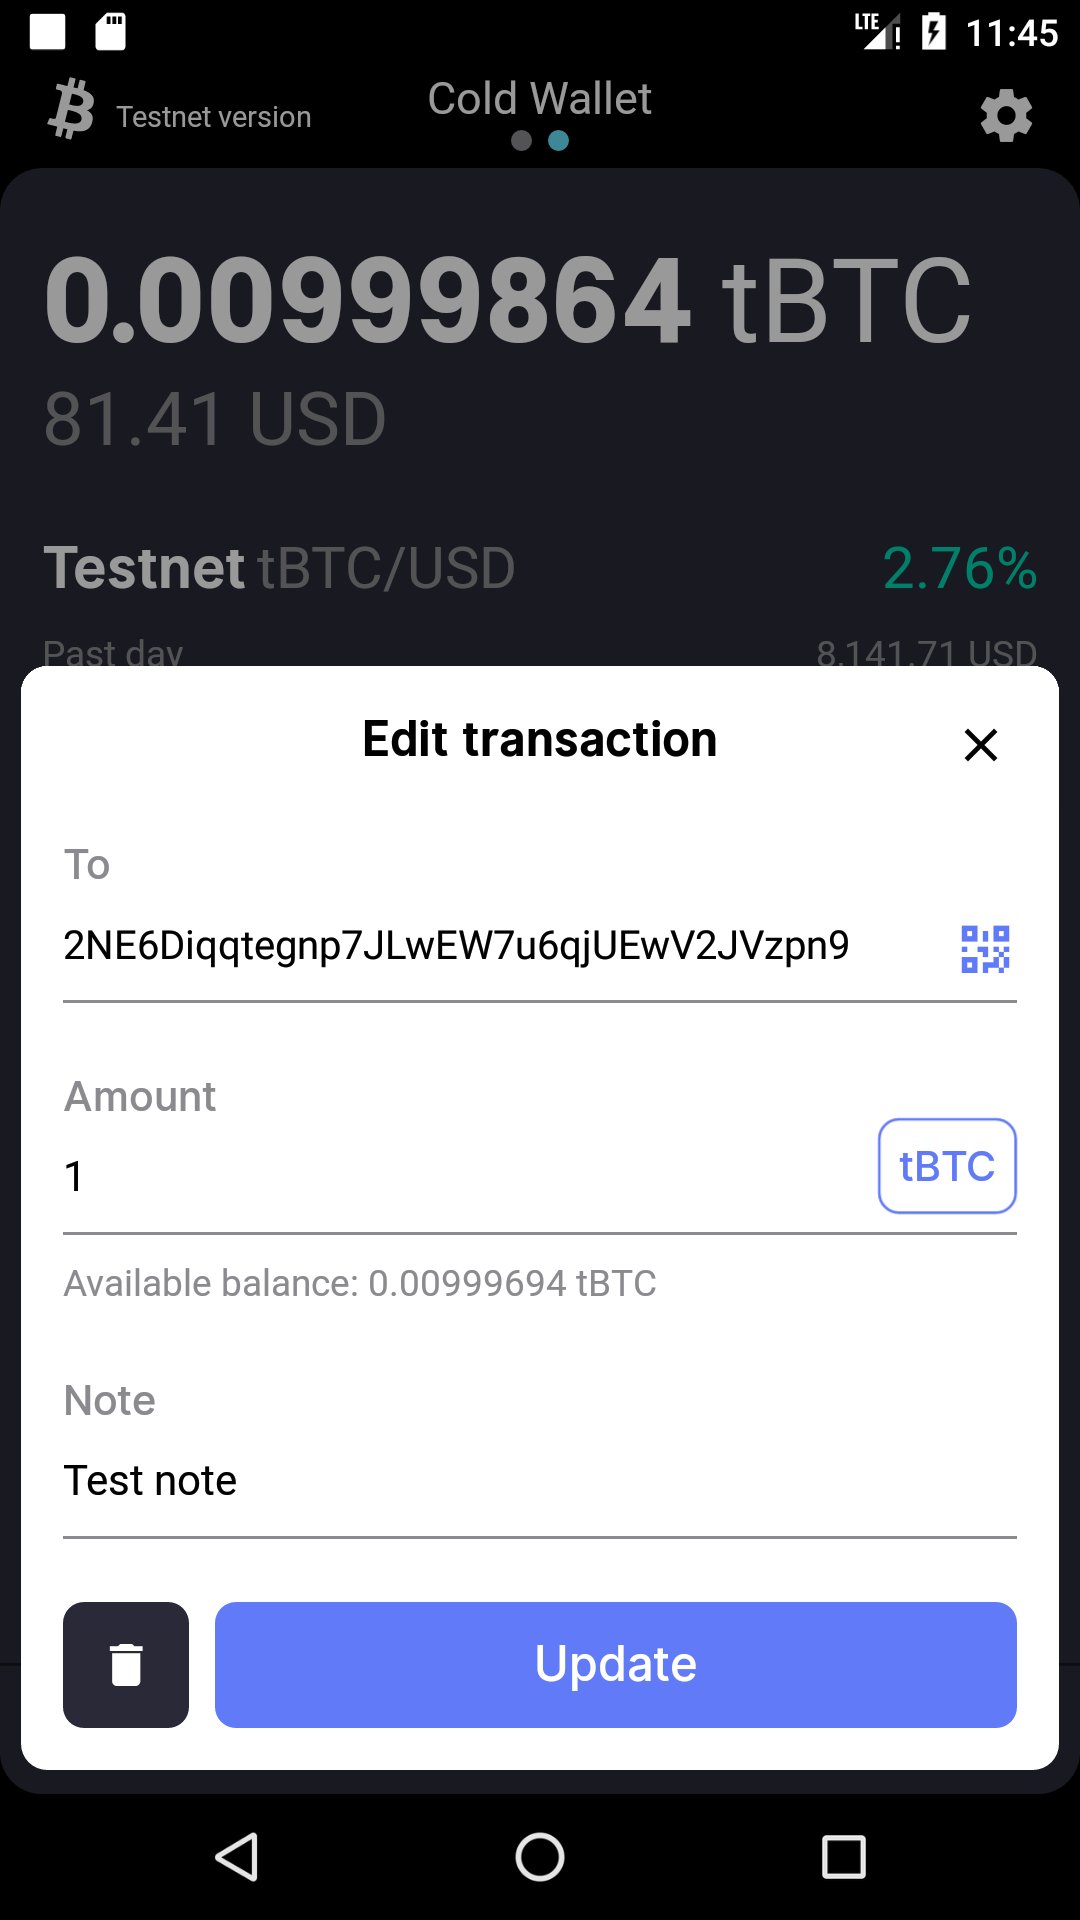 LTE 11:45
Testnet version
Cold Wallet
0.00999864 tBTC
81.41 USD
Testnet tBTC/USD 2.76%
Past day 8,141.71 USD
Edit transaction
To
2NE6Diqqtegnp7JLwEW7u6qjUEwV2JVzpn9
Amount
1 tBTC
Available balance: 0.00999694 tBTC
Note
Test note
Update